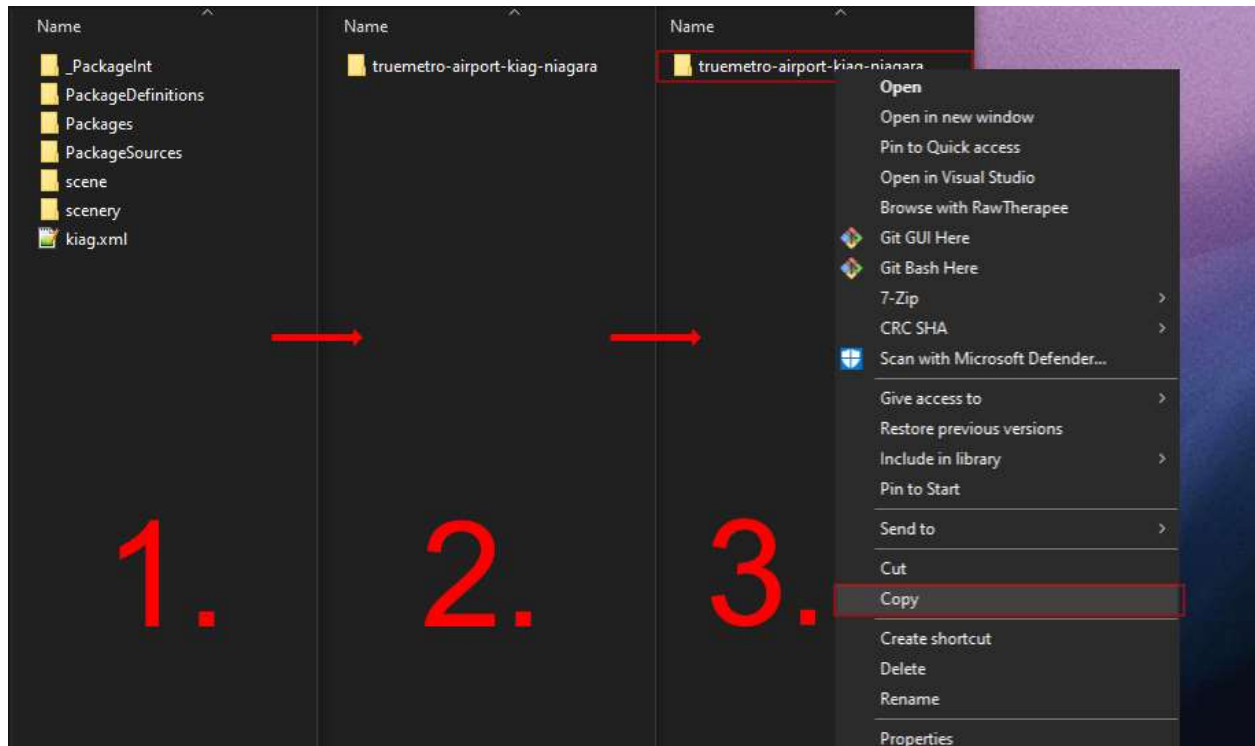 Name
_PackageInt
PackageDefinitions
Packages
PackageSources
scene
scenery
kiag.xml
1.
Name
truemetro-airport-kiag-niagara
2.
Name
truemetro-airport-kiag-niagara
3.
Open
Open in new window
Pin to Quick access
Open in Visual Studio
Browse with RawTherapee
Git GUI Here
Git Bash Here
7-Zip
CRC SHA
Scan with Microsoft Defender...
Give access to
Restore previous versions
Include in library
Pin to Start
Send to
Cut
Copy
Create shortcut
Delete
Rename
Properties